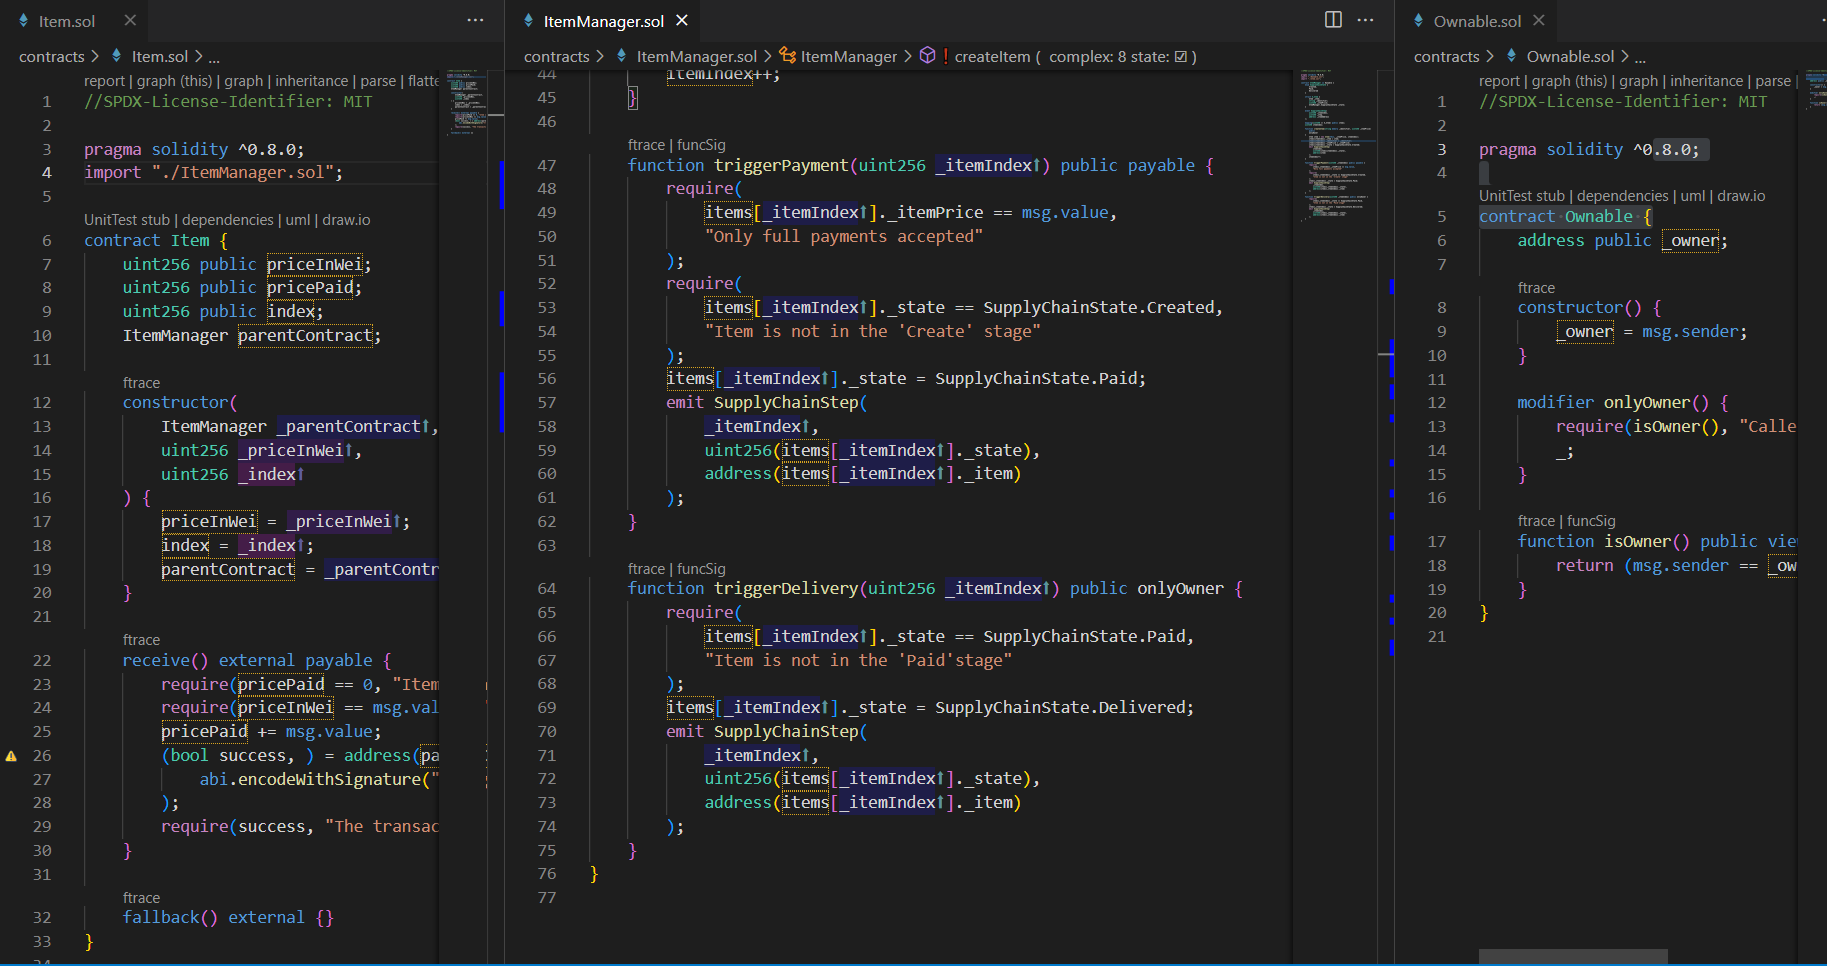 Item.sol
contracts > Item.sol > ...
report | graph (this) | graph | inheritance | parse | flatte
1 //SPDX-License-Identifier: MIT
2
3 pragma solidity ^0.8.0;
4 import "./ItemManager.sol";
5
UnitTest stub | dependencies | uml | draw.io
6 contract Item {
7 uint256 public priceInWei;
8 uint256 public pricePaid;
9 uint256 public index;
10 ItemManager parentContract;
11
ftrace
12 constructor(
13 ItemManager _parentContract↑,
14 uint256 _priceInWei↑,
15 uint256 _index↑
16 ) {
17 priceInWei = _priceInWei↑;
18 index = _index↑;
19 parentContract = _parentContr
20 }
21
ftrace
22 receive() external payable {
23 require(pricePaid == 0, "Item
24 require(priceInWei == msg.val
25 pricePaid += msg.value;
26 (bool success, ) = address(pa
27 abi.encodeWithSignature("
28 );
29 require(success, "The transac
30 }
31
ftrace
32 fallback() external {}
33 }
34
ItemManager.sol
contracts > ItemManager.sol > ItemManager > ! createItem ( complex: 8 state: ☑ )
44 itemIndex++;
45 }
46
ftrace | funcSig
47 function triggerPayment(uint256 _itemIndex↑) public payable {
48 require(
49 items[_itemIndex↑]._itemPrice == msg.value,
50 "Only full payments accepted"
51 );
52 require(
53 items[_itemIndex↑]._state == SupplyChainState.Created,
54 "Item is not in the 'Create' stage"
55 );
56 items[_itemIndex↑]._state = SupplyChainState.Paid;
57 emit SupplyChainStep(
58 _itemIndex↑,
59 uint256(items[_itemIndex↑]._state),
60 address(items[_itemIndex↑]._item)
61 );
62 }
63
ftrace | funcSig
64 function triggerDelivery(uint256 _itemIndex↑) public onlyOwner {
65 require(
66 items[_itemIndex↑]._state == SupplyChainState.Paid,
67 "Item is not in the 'Paid'stage"
68 );
69 items[_itemIndex↑]._state = SupplyChainState.Delivered;
70 emit SupplyChainStep(
71 _itemIndex↑,
72 uint256(items[_itemIndex↑]._state),
73 address(items[_itemIndex↑]._item)
74 );
75 }
76 }
77
Ownable.sol
contracts > Ownable.sol > ...
report | graph (this) | graph | inheritance | parse |
1 //SPDX-License-Identifier: MIT
2
3 pragma solidity ^0.8.0;
4
UnitTest stub | dependencies | uml | draw.io
5 contract Ownable {
6 address public _owner;
7
ftrace
8 constructor() {
9 _owner = msg.sender;
10 }
11
12 modifier onlyOwner() {
13 require(isOwner(), "Calle
14 _;
15 }
16
ftrace | funcSig
17 function isOwner() public vie
18 return (msg.sender == _ow
19 }
20 }
21